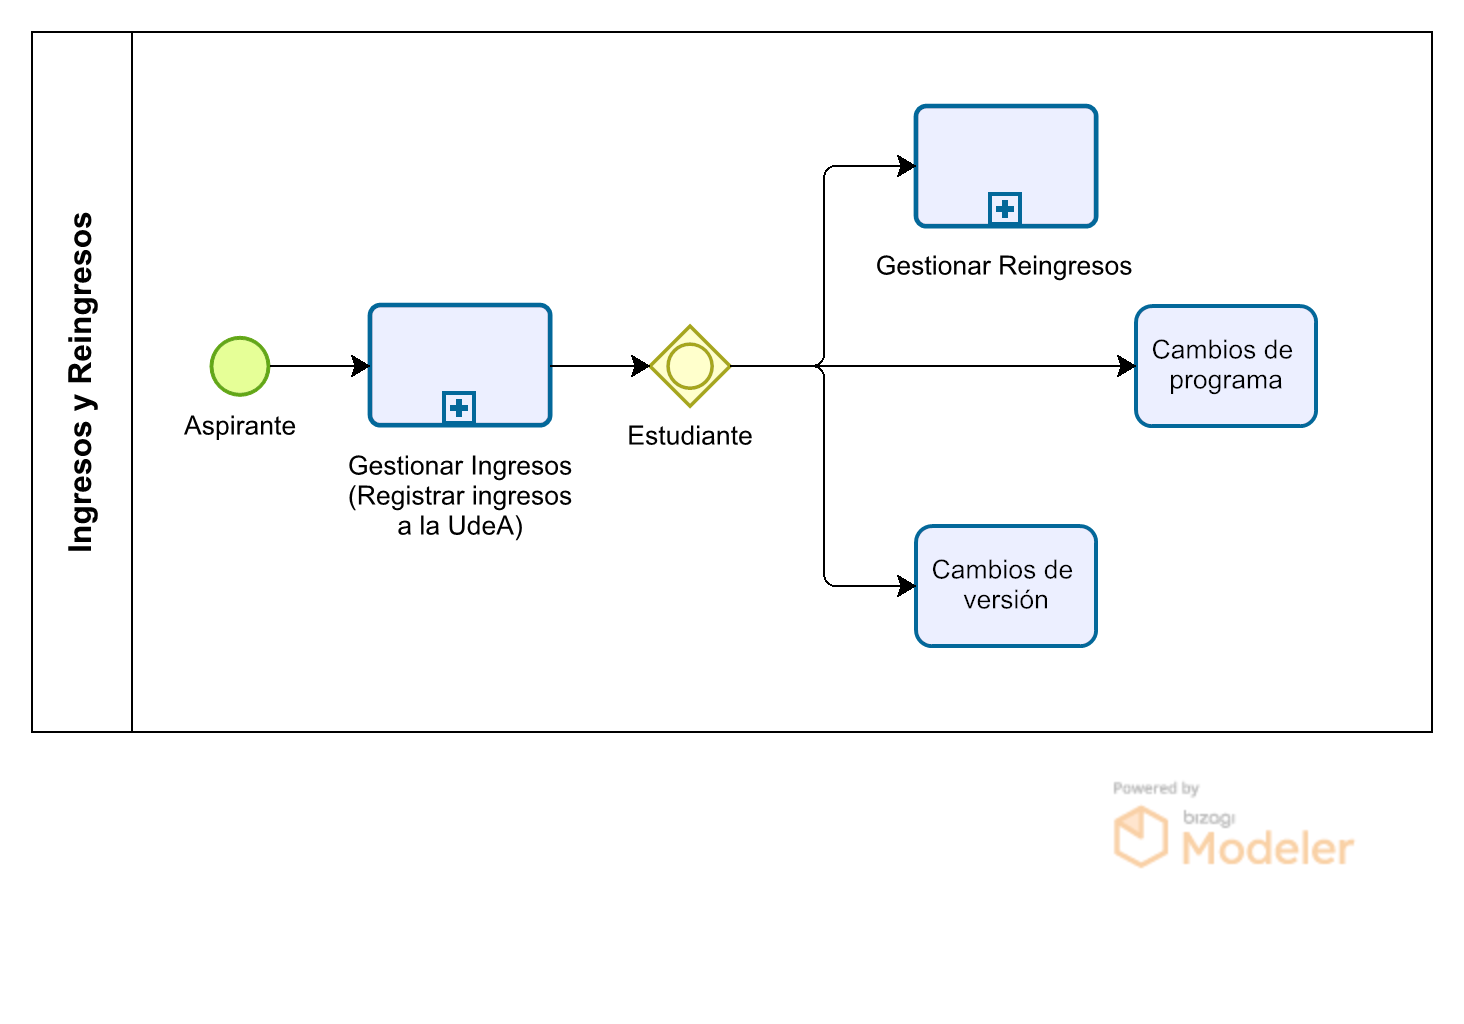 Ingresos y Reingresos
Aspirante
Gestionar Ingresos
(Registrar ingresos
a la UdeA)
Estudiante
Gestionar Reingresos
Cambios de
programa
Cambios de
versión
Powered by
bizagi
Modeler